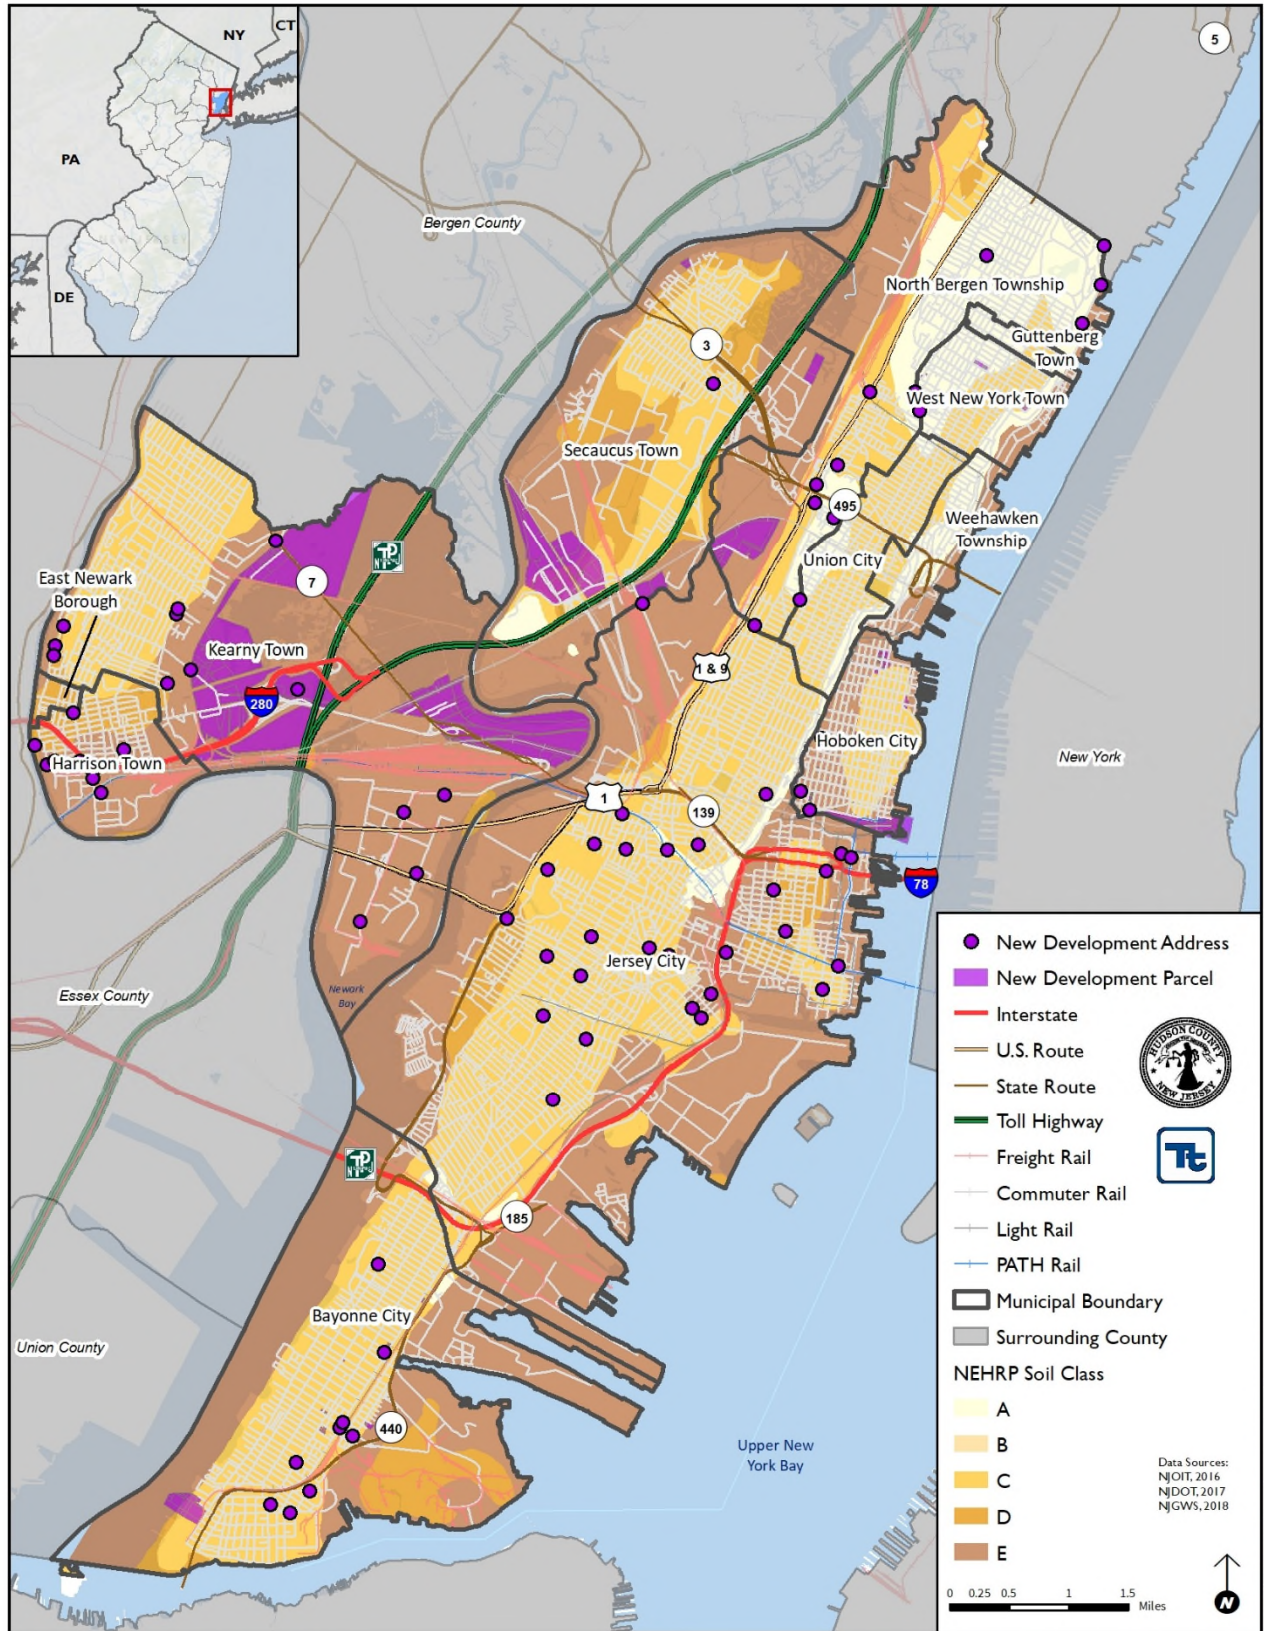 NY
CT
PA
DE
5
Bergen County
North Bergen Township
Guttenberg
Town
3
West New York Town
Secaucus Town
495
Weehawken
Township
Union City
East Newark
Borough
7
Kearny Town
1 & 9
280
Hoboken City
New York
Harrison Town
1
139
78
Jersey City
Essex County
Newark
Bay
185
Bayonne City
Union County
440
Upper New
York Bay
New Development Address
New Development Parcel
Interstate
U.S. Route
State Route
Toll Highway
Freight Rail
Commuter Rail
Light Rail
PATH Rail
Municipal Boundary
Surrounding County
NEHRP Soil Class
A
B
C
D
E
HUDSON COUNTY
NEW JERSEY
Tt
Data Sources:
NJOIT, 2016
NJDOT, 2017
NJGWS, 2018
0 0.25 0.5 1 1.5
Miles
N